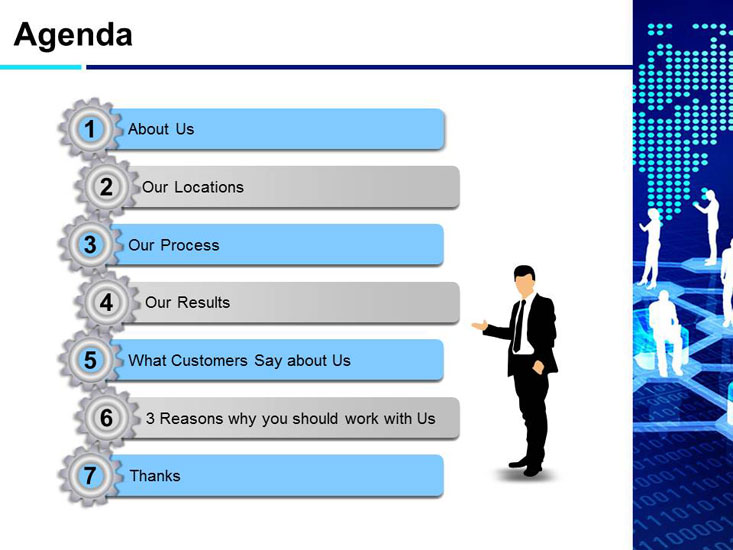 Agenda
1 About Us
2 Our Locations
3 Our Process
4 Our Results
5 What Customers Say about Us
6 3 Reasons why you should work with Us
7 Thanks